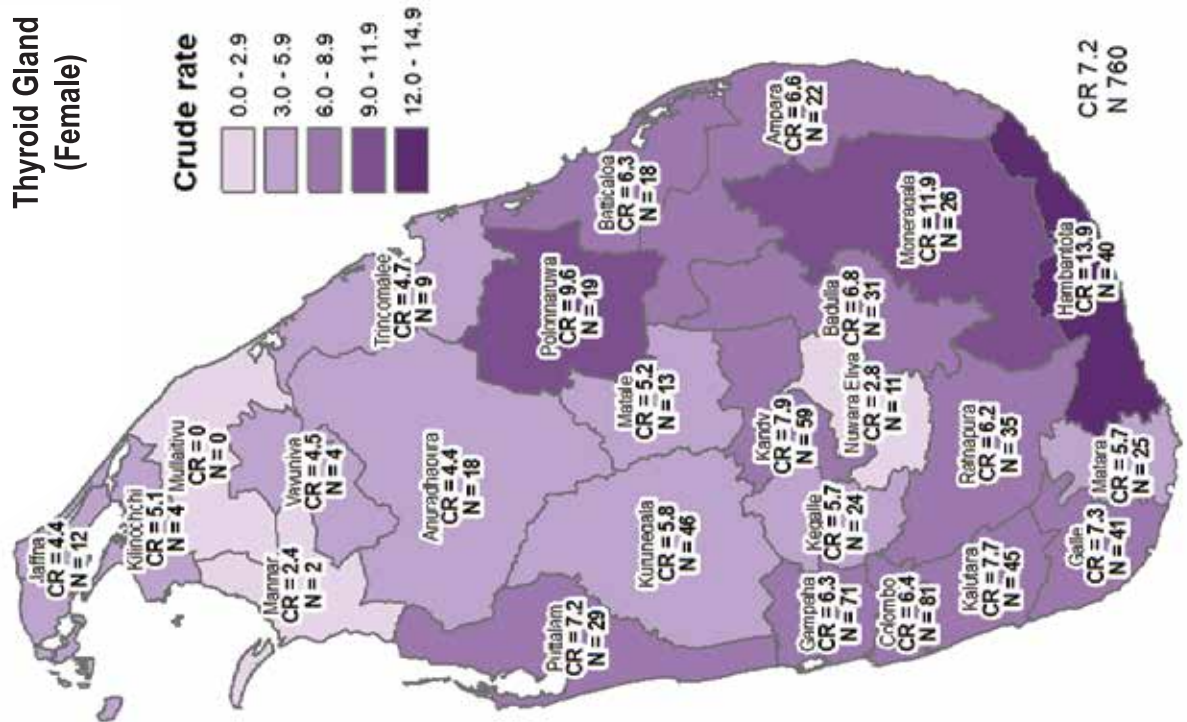 Thyroid Gland
(Female)
Crude rate
0.0 - 2.9
3.0 - 5.9
6.0 - 8.9
9.0 - 11.9
12.0 - 14.9
Jaffna
CR = 4.4
N = 12
Kilinochchi
CR = 5.1
N = 4
Mullaitivu
CR = 0
N = 0
Mannar
CR = 2.4
N = 2
Vavuniya
CR = 4.5
N = 4
Trincomalee
CR = 4.7
N = 9
Anuradhapura
CR = 4.4
N = 18
Polonnaruwa
CR = 9.6
N = 19
Batticaloa
CR = 6.3
N = 18
Puttalam
CR = 7.2
N = 29
Kurunegala
CR = 5.8
N = 46
Matale
CR = 5.2
N = 13
Ampara
CR = 6.6
N = 22
Kandy
CR = 7.9
N = 59
Gampaha
CR = 6.3
N = 71
Kegalle
CR = 5.7
N = 24
Nuwara Eliya
CR = 2.8
N = 11
Badulla
CR = 6.8
N = 31
Moneragala
CR = 11.9
N = 26
Colombo
CR = 6.4
N = 81
Ratnapura
CR = 6.2
N = 35
Kalutara
CR = 7.7
N = 45
Galle
CR = 7.3
N = 41
Matara
CR = 5.7
N = 25
Hambantota
CR = 13.9
N = 40
CR 7.2
N 760